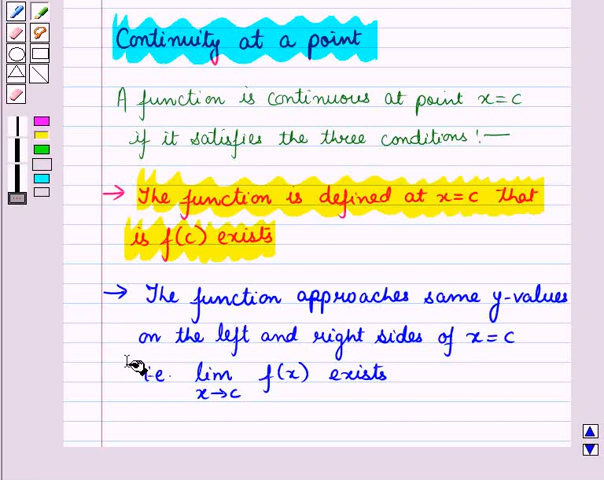 Continuity at a point
A function is continuous at point x=c
if it satisfies the three conditions :—
→ The function is defined at x=c that
is f(c) exists
→ The function approaches same y-values
on the left and right sides of x=c
i.e. lim f(x) exists
x→c